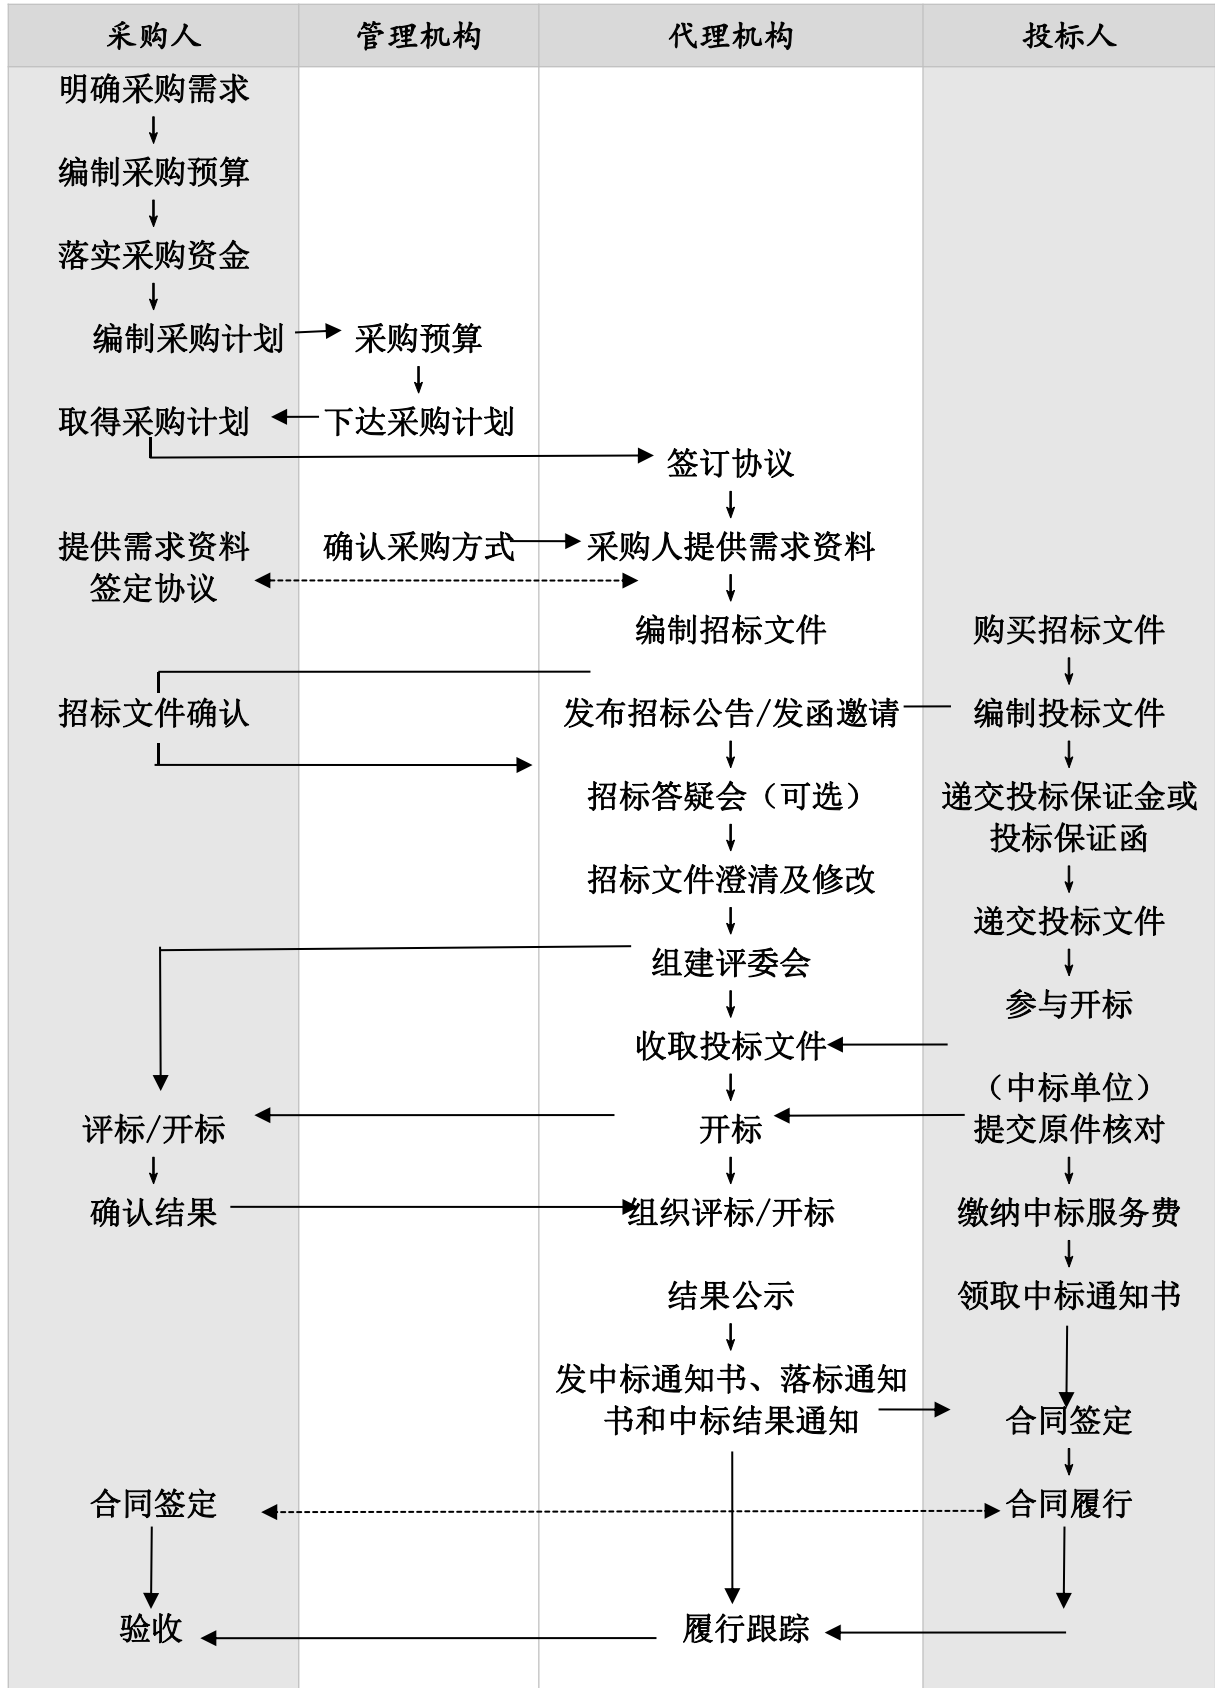 采购人 管理机构 代理机构 投标人
明确采购需求
编制采购预算
落实采购资金
编制采购计划 采购预算
取得采购计划 下达采购计划
签订协议
提供需求资料 确认采购方式 采购人提供需求资料
签定协议
编制招标文件 购买招标文件
招标文件确认 发布招标公告/发函邀请 编制投标文件
招标答疑会（可选） 递交投标保证金或
投标保证函
招标文件澄清及修改
递交投标文件
组建评委会
参与开标
收取投标文件
（中标单位）
评标/开标 开标 提交原件核对
确认结果 组织评标/开标 缴纳中标服务费
结果公示 领取中标通知书
发中标通知书、落标通知
书和中标结果通知 合同签定
合同签定 合同履行
验收 履行跟踪